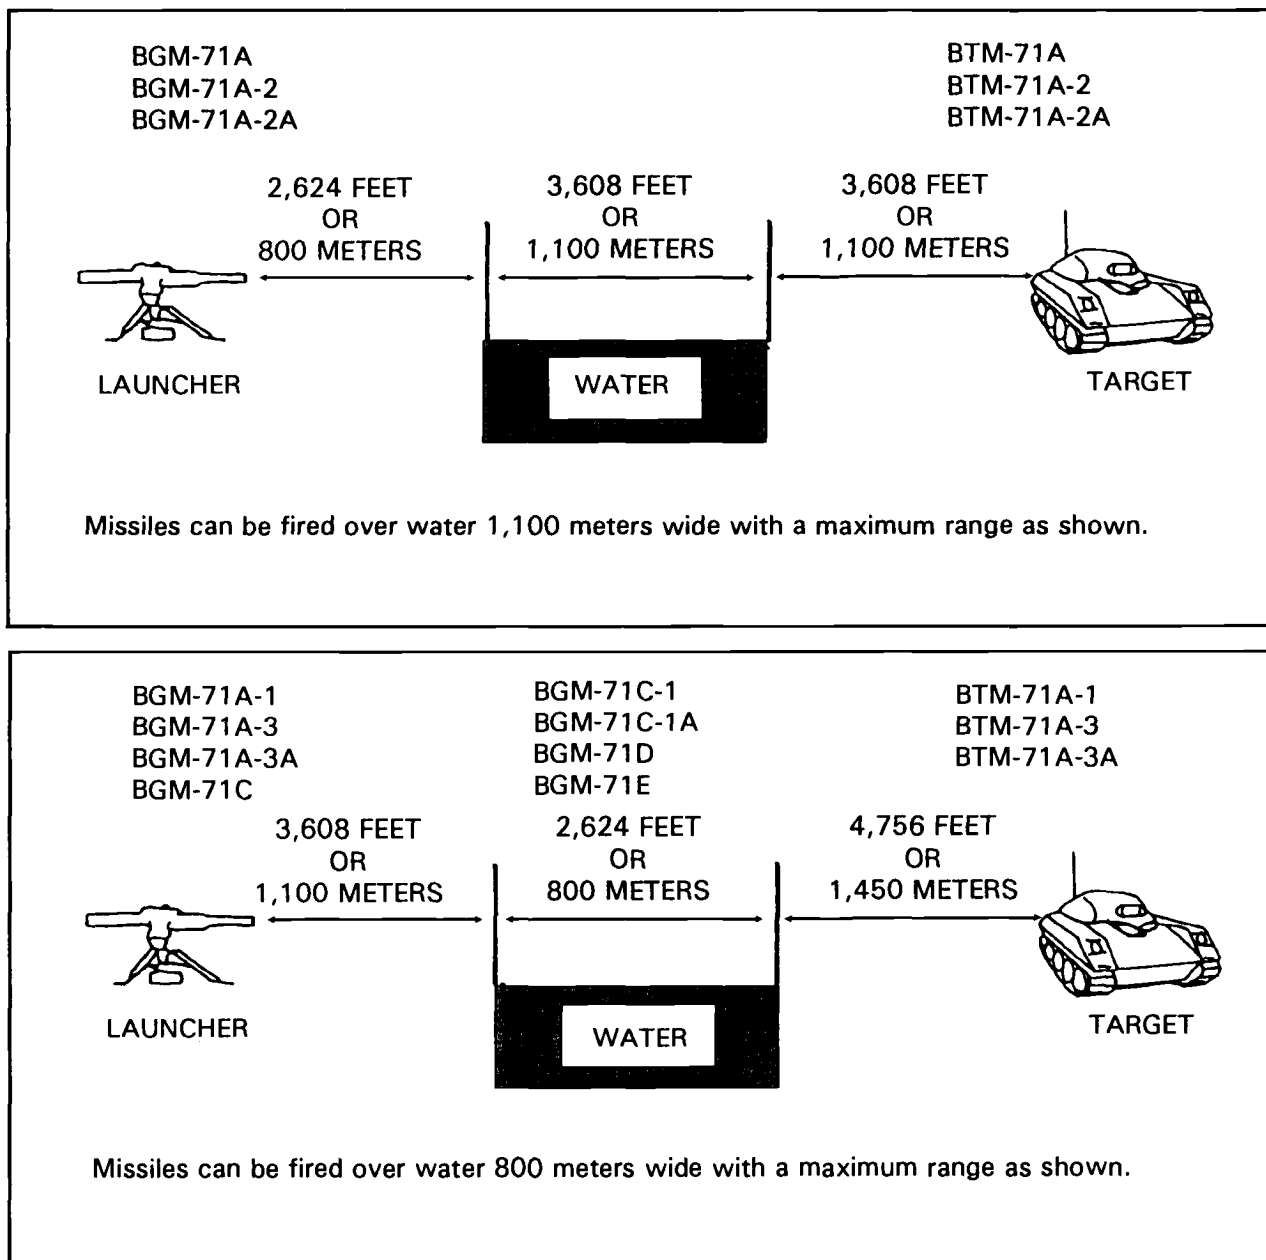 BGM-71A
BGM-71A-2
BGM-71A-2A
BTM-71A
BTM-71A-2
BTM-71A-2A
2,624 FEET
OR
800 METERS
3,608 FEET
OR
1,100 METERS
3,608 FEET
OR
1,100 METERS
LAUNCHER
WATER
TARGET
Missiles can be fired over water 1,100 meters wide with a maximum range as shown.
BGM-71A-1
BGM-71A-3
BGM-71A-3A
BGM-71C
BGM-71C-1
BGM-71C-1A
BGM-71D
BGM-71E
BTM-71A-1
BTM-71A-3
BTM-71A-3A
3,608 FEET
OR
1,100 METERS
2,624 FEET
OR
800 METERS
4,756 FEET
OR
1,450 METERS
LAUNCHER
WATER
TARGET
Missiles can be fired over water 800 meters wide with a maximum range as shown.